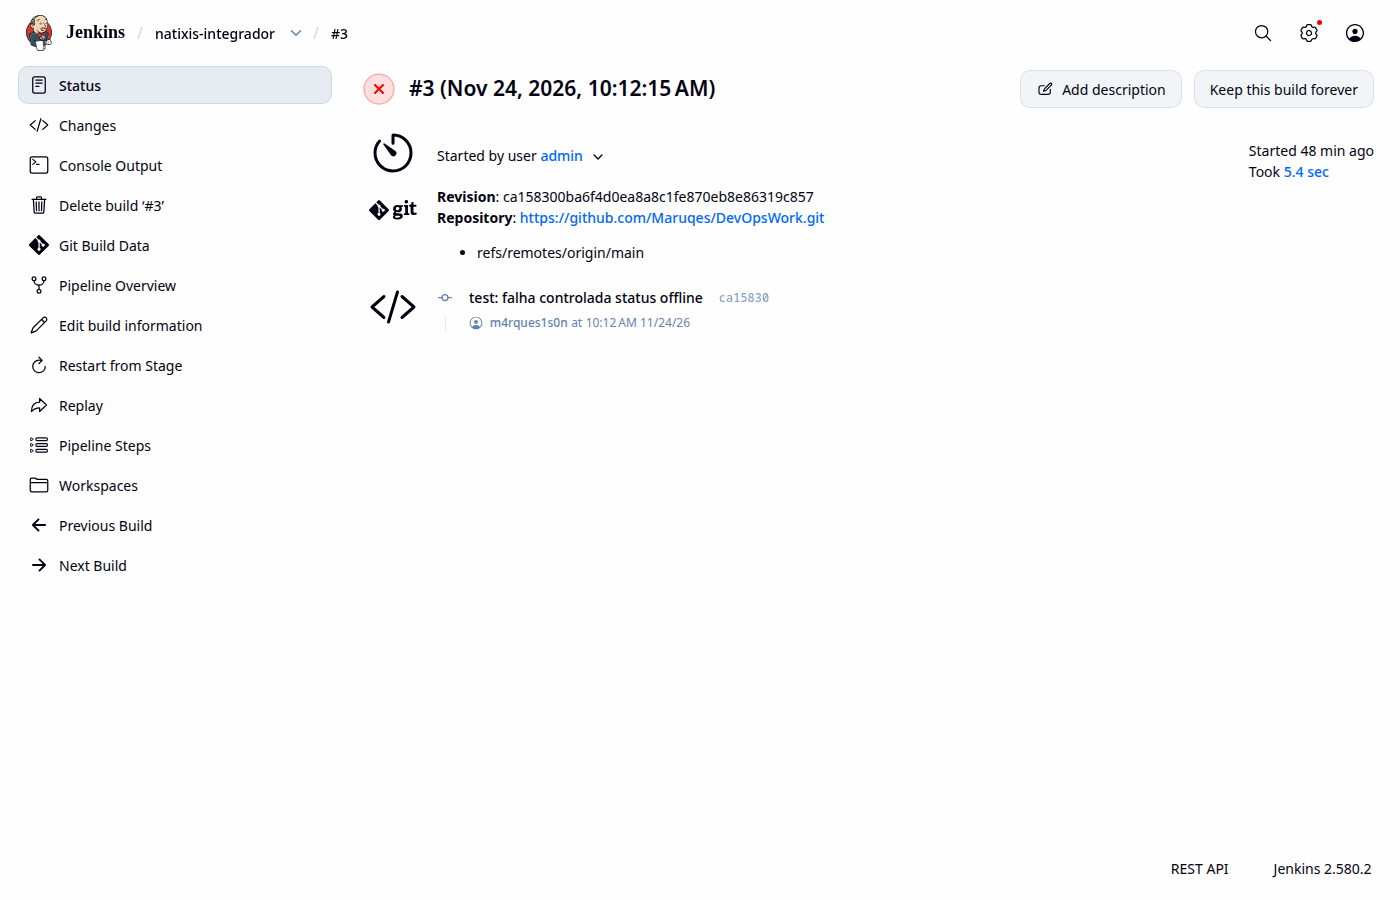 Jenkins / natixis-integrador / #3
Status
Changes
Console Output
Delete build ‘#3’
Git Build Data
Pipeline Overview
Edit build information
Restart from Stage
Replay
Pipeline Steps
Workspaces
Previous Build
Next Build
#3 (Nov 24, 2026, 10:12:15 AM)
Add description
Keep this build forever
Started by user admin
Started 48 min ago
Took 5.4 sec
git
Revision: ca158300ba6f4d0ea8a8c1fe870eb8e86319c857
Repository: https://github.com/Maruqes/DevOpsWork.git
• refs/remotes/origin/main
test: falha controlada status offline ca15830
m4rques1s0n at 10:12 AM 11/24/26
REST API
Jenkins 2.580.2